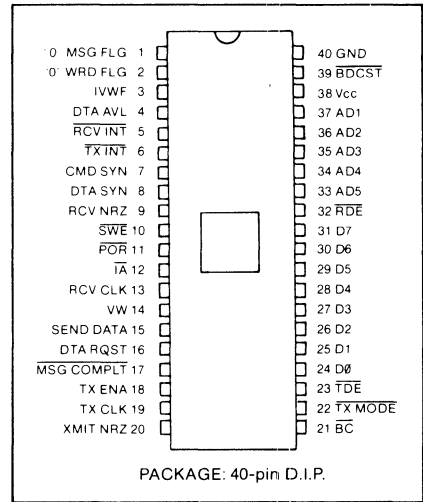 '0' MSG FLG 1
'0' WRD FLG 2
IVWF 3
DTA AVL 4
RCV INT 5
TX INT 6
CMD SYN 7
DTA SYN 8
RCV NRZ 9
SWE 10
POR 11
IA 12
RCV CLK 13
VW 14
SEND DATA 15
DTA RQST 16
MSG COMPLT 17
TX ENA 18
TX CLK 19
XMIT NRZ 20
40 GND
39 BDCST
38 Vcc
37 AD1
36 AD2
35 AD3
34 AD4
33 AD5
32 RDE
31 D7
30 D6
29 D5
28 D4
27 D3
26 D2
25 D1
24 DØ
23 TDE
22 TX MODE
21 BC
PACKAGE: 40-pin D.I.P.